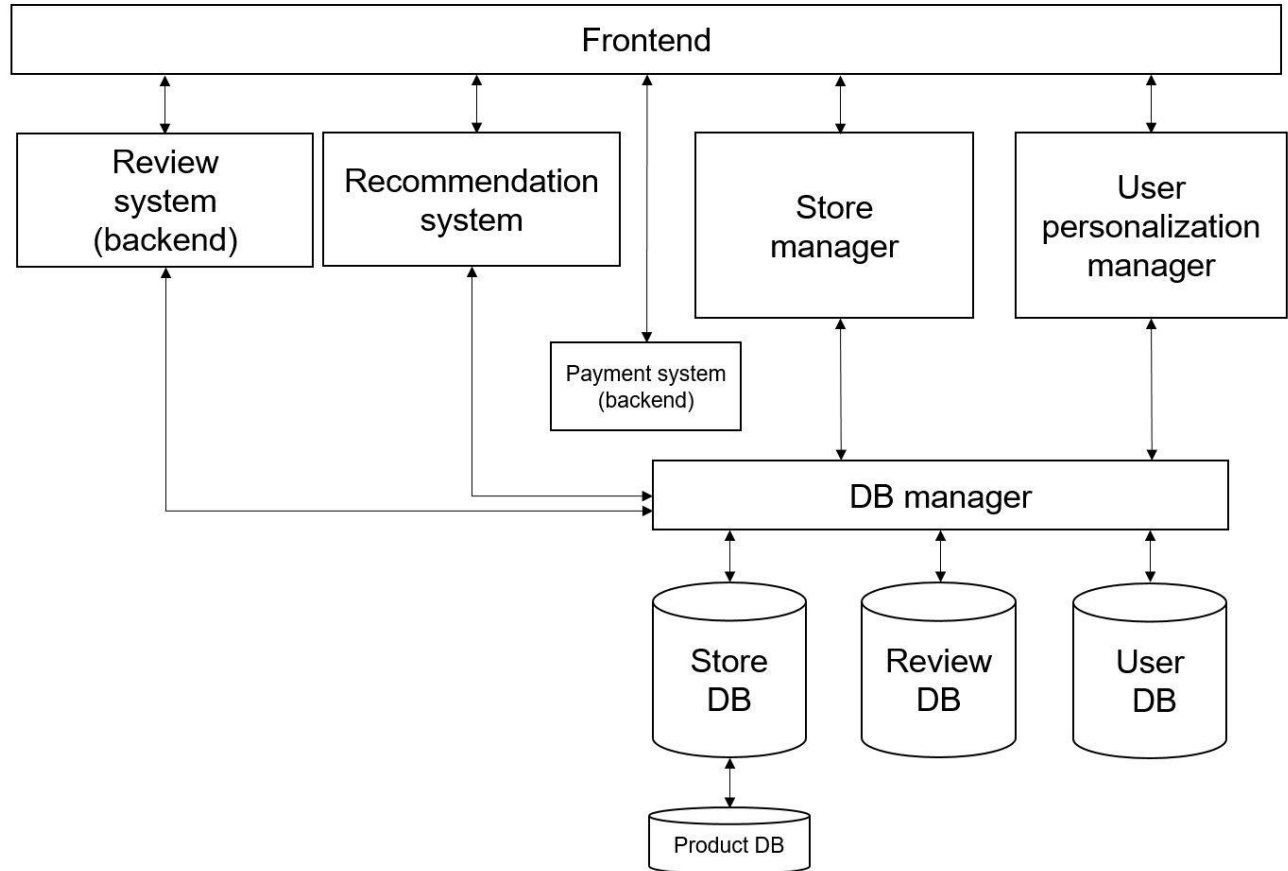 Frontend
Review
system
(backend)
Recommendation
system
Store
manager
User
personalization
manager
Payment system
(backend)
DB manager
Store
DB
Review
DB
User
DB
Product DB